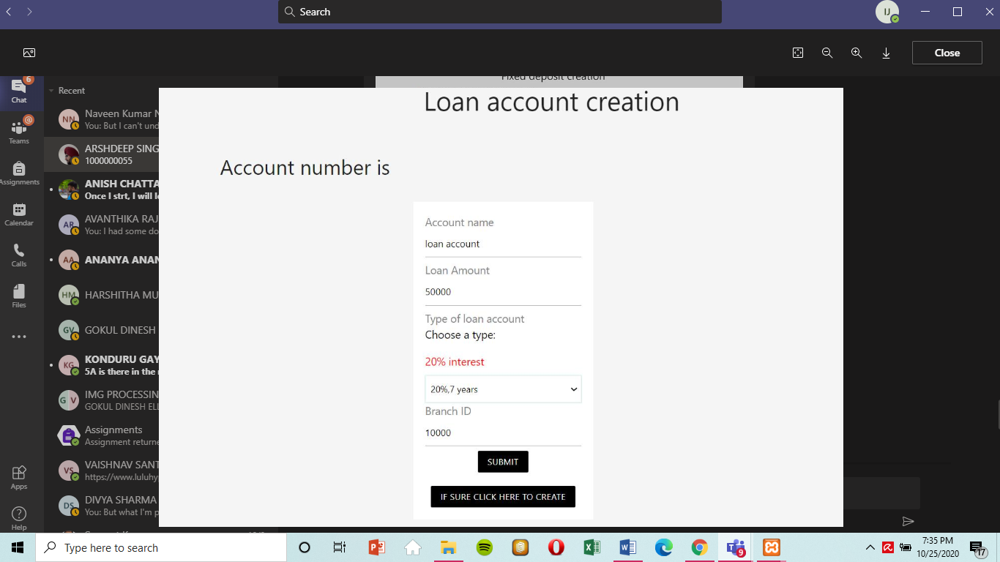 Search
IJ
Close
Fixed deposit creation
6
Chat
Teams
Assignments
Calendar
Calls
Files
Apps
Help
Recent
NN
Naveen Kumar N
You: But I can't und
ARSHDEEP SING
1000000055
ANISH CHATTA
Once I strt, I will l
AR
AVANTHIKA RAJ
You: I had some do
AA
ANANYA ANAN
HM
HARSHITHA MU
GV
GOKUL DINESH
KG
KONDURU GAY
5A is there in the
G V
IMG PROCESSIN
GOKUL DINESH ELL
Assignments
Assignment returne
VS
VAISHNAV SANT
https://www.luluhyp
DS
DIVYA SHARMA
You: But what I'm p
Loan account creation
Account number is
Account name
loan account
Loan Amount
50000
Type of loan account
Choose a type:
20% interest
20%,7 years
Branch ID
10000
SUBMIT
IF SURE CLICK HERE TO CREATE
Type here to search
9
7:35 PM
10/25/2020
17